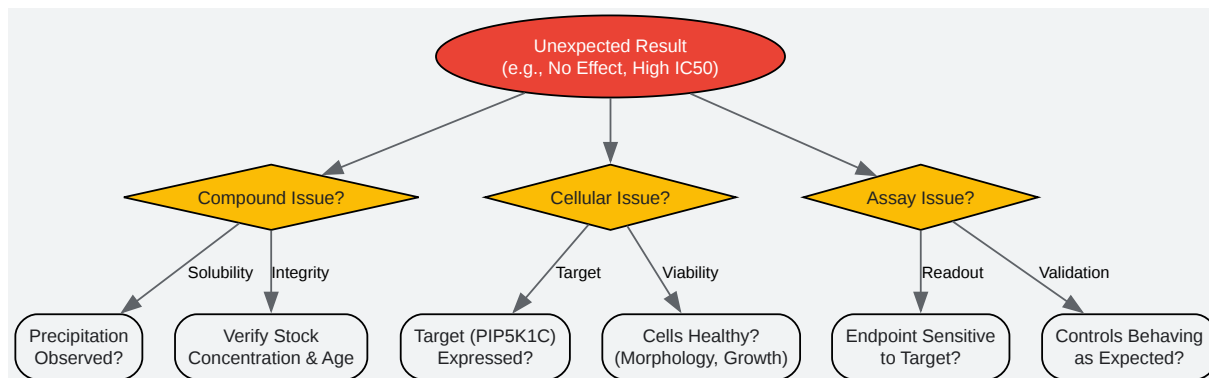 Unexpected Result
(e.g., No Effect, High IC50)
Compound Issue?
Cellular Issue?
Assay Issue?
Solubility
Integrity
Target
Viability
Readout
Validation
Precipitation
Observed?
Verify Stock
Concentration & Age
Target (PIP5K1C)
Expressed?
Cells Healthy?
(Morphology, Growth)
Endpoint Sensitive
to Target?
Controls Behaving
as Expected?